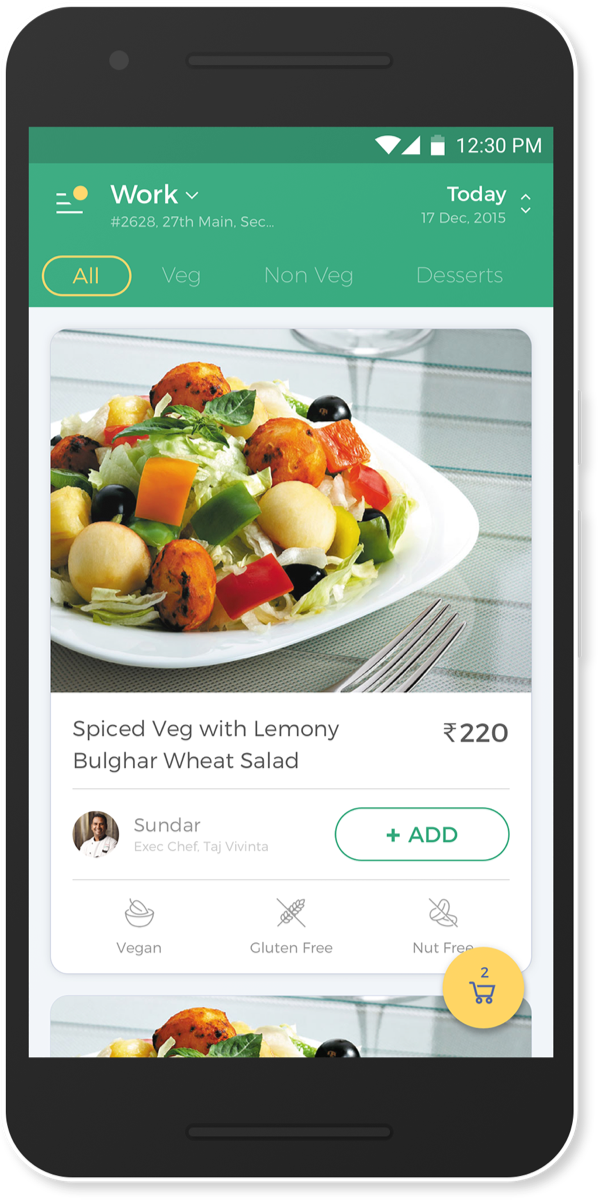 12:30 PM
Work
Today
#2628, 27th Main, Sec...
17 Dec, 2015
All
Veg
Non Veg
Desserts
Spiced Veg with Lemony
Bulghar Wheat Salad
₹220
Sundar
Exec Chef, Taj Vivinta
+ ADD
Vegan
Gluten Free
Nut Free
2